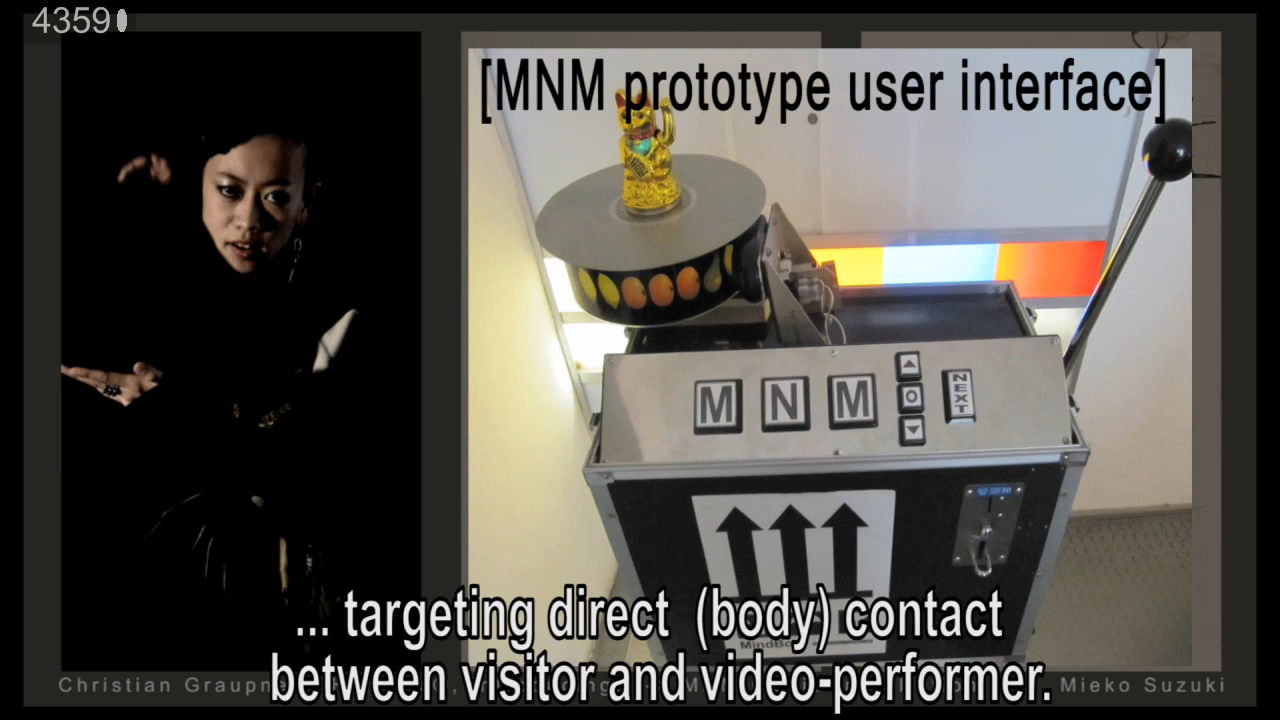 4359
[MNM prototype user interface]
M N M O NEXT
MindBo
... targeting direct (body) contact
between visitor and video-performer.
Christian Graupn
Mieko Suzuki